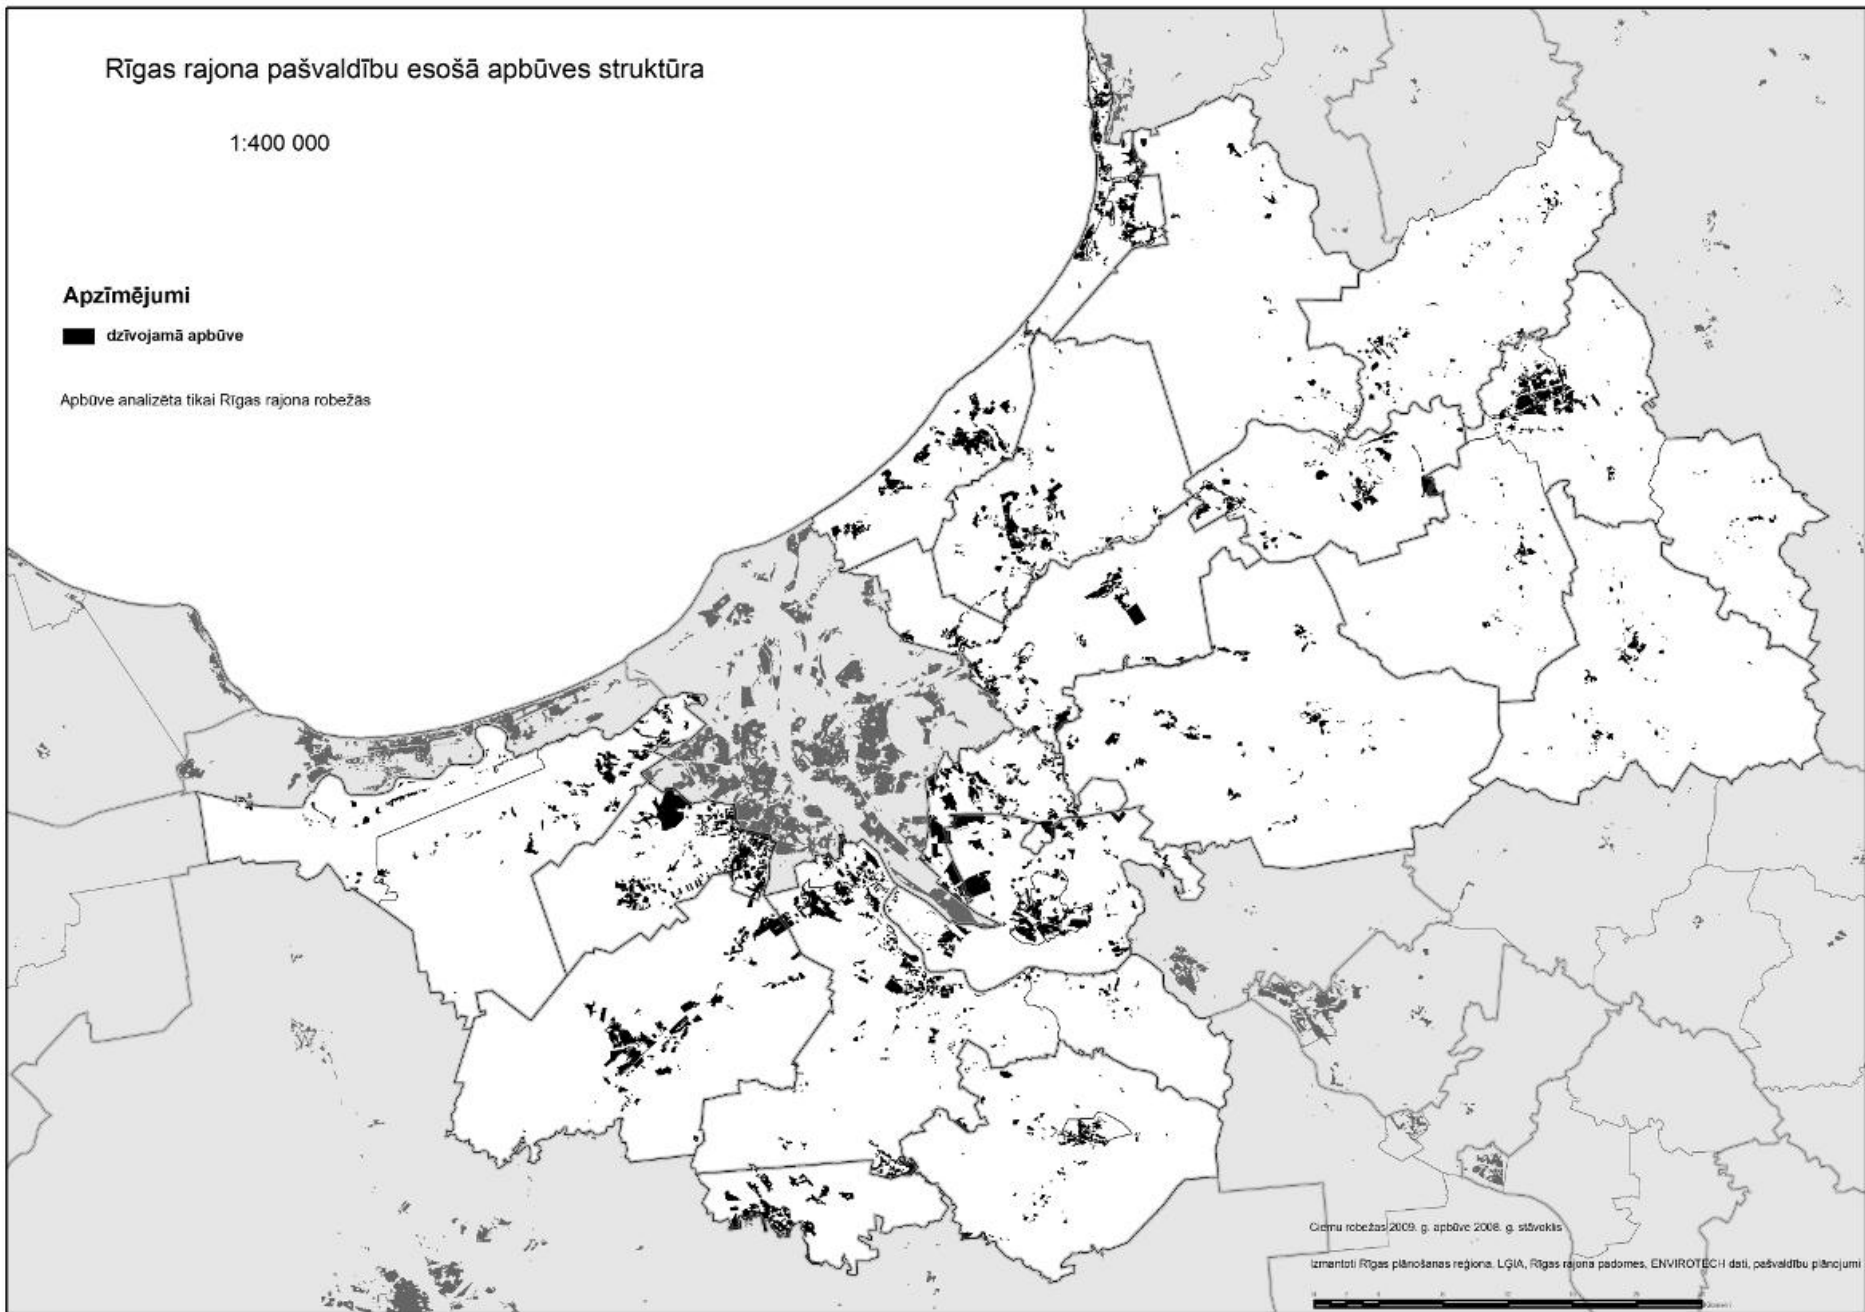 Rīgas rajona pašvaldību esošā apbūves struktūra
1:400 000
Apzīmējumi
dzīvojamā apbūve
Apbūve analizēta tikai Rīgas rajona robežās
Ciemu robežas 2009. g. apbūve 2008. g. stāvoklis
Izmantoti Rīgas plānošanas reģiona, LĢIA, Rīgas rajona padomes, ENVIROTECH dati, pašvaldību plānojumi